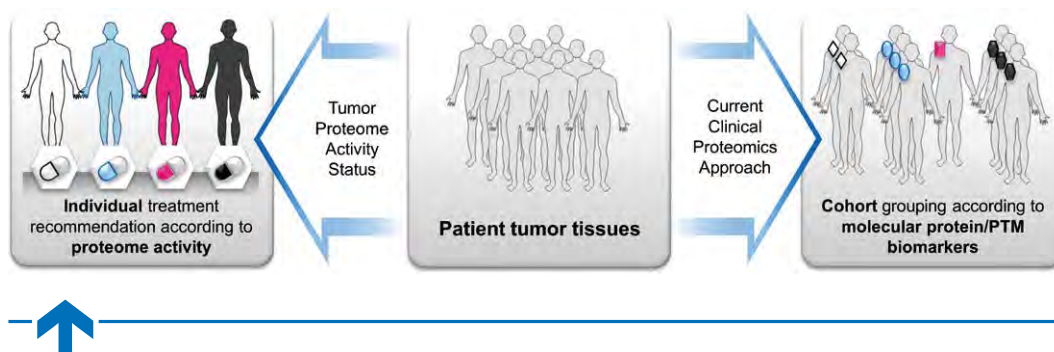 Individual treatment
recommendation according to
proteome activity
Tumor
Proteome
Activity
Status
Patient tumor tissues
Current
Clinical
Proteomics
Approach
Cohort grouping according to
molecular protein/PTM
biomarkers